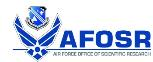 AFOSR
AIR FORCE OFFICE OF SCIENTIFIC RESEARCH